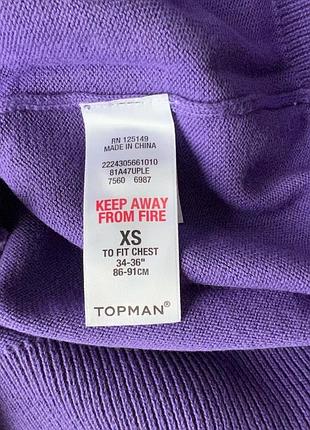 RN 125149
MADE IN CHINA
2224305661010
81A47UPLE
7560 6987
KEEP AWAY
FROM FIRE
XS
TO FIT CHEST
34-36"
86-91CM
TOPMAN®